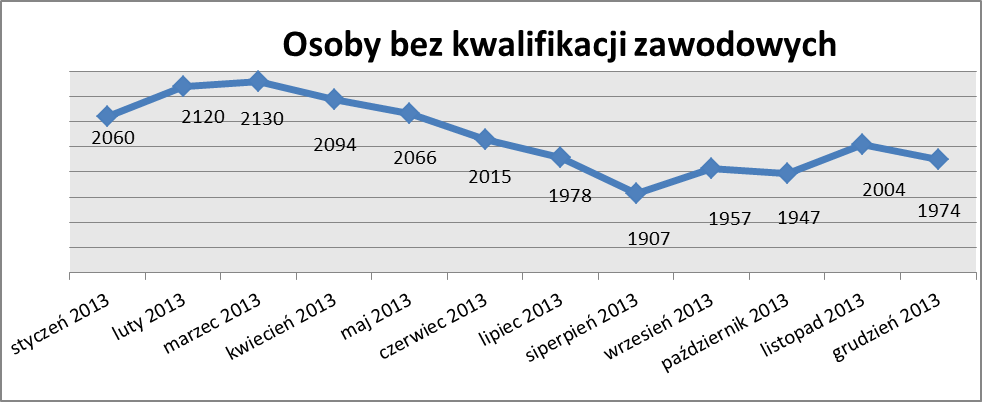 Osoby bez kwalifikacji zawodowych
2060
2120
2130
2094
2066
2015
1978
1907
1957
1947
2004
1974
styczeń 2013
luty 2013
marzec 2013
kwiecień 2013
maj 2013
czerwiec 2013
lipiec 2013
siperpień 2013
wrzesień 2013
październik 2013
listopad 2013
grudzień 2013